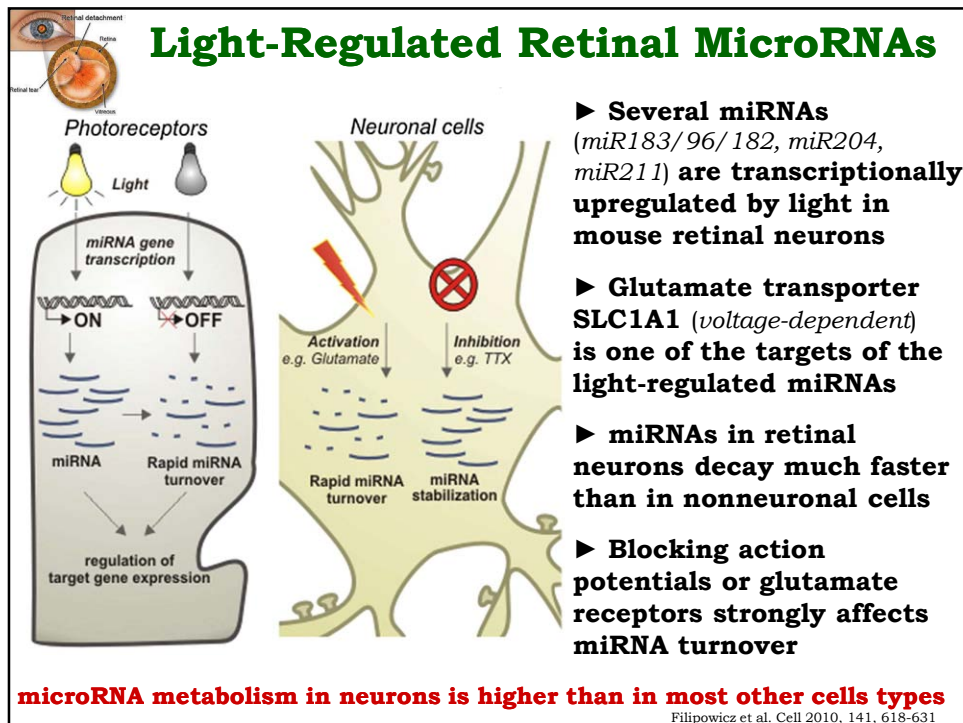 Retinal detachment
Retina
Retinal tear
Vitreous
Light-Regulated Retinal MicroRNAs
Photoreceptors
Light
miRNA gene
transcription
ON
OFF
miRNA
Rapid miRNA
turnover
regulation of
target gene expression
Neuronal cells
Activation
e.g. Glutamate
Inhibition
e.g. TTX
Rapid miRNA
turnover
miRNA
stabilization
► Several miRNAs
(miR183/96/182, miR204,
miR211) are transcriptionally
upregulated by light in
mouse retinal neurons
► Glutamate transporter
SLC1A1 (voltage-dependent)
is one of the targets of the
light-regulated miRNAs
► miRNAs in retinal
neurons decay much faster
than in nonneuronal cells
► Blocking action
potentials or glutamate
receptors strongly affects
miRNA turnover
microRNA metabolism in neurons is higher than in most other cells types
Filipowicz et al. Cell 2010, 141, 618-631